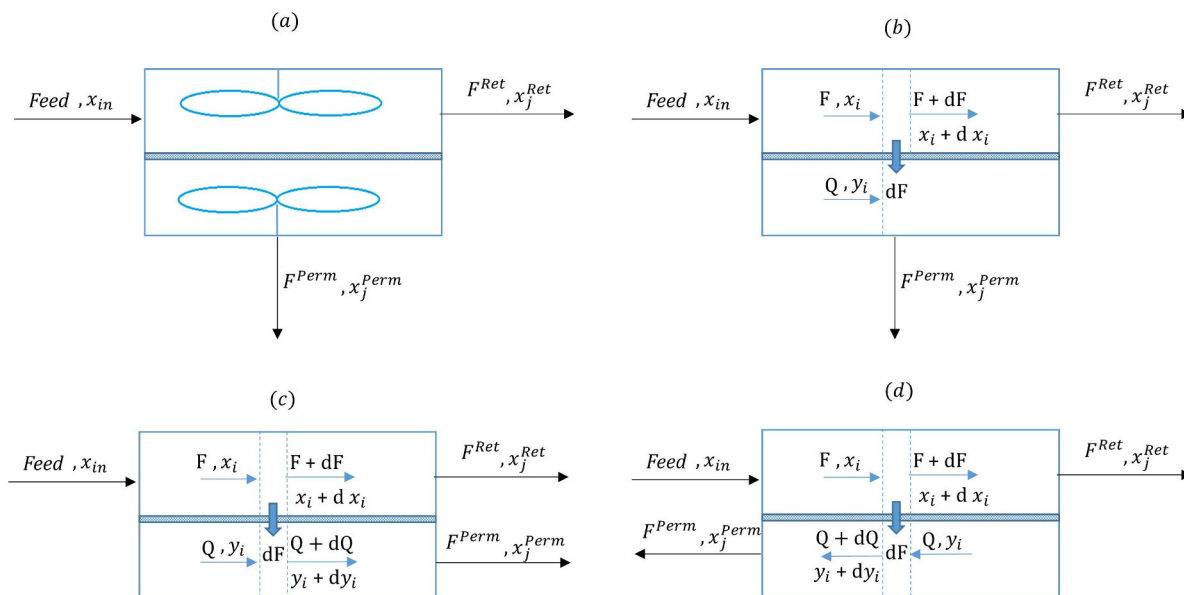 (a)
Feed , x_in
F^Ret , x_j^Ret
F^Perm , x_j^Perm
(b)
Feed , x_in
F , x_i
F + dF
x_i + d x_i
Q , y_i
dF
F^Ret , x_j^Ret
F^Perm , x_j^Perm
(c)
Feed , x_in
F , x_i
F + dF
x_i + d x_i
Q , y_i
dF
Q + dQ
y_i + dy_i
F^Ret , x_j^Ret
F^Perm , x_j^Perm
(d)
Feed , x_in
F , x_i
F + dF
x_i + d x_i
F^Ret , x_j^Ret
F^Perm , x_j^Perm
Q + dQ
y_i + dy_i
dF
Q, y_i